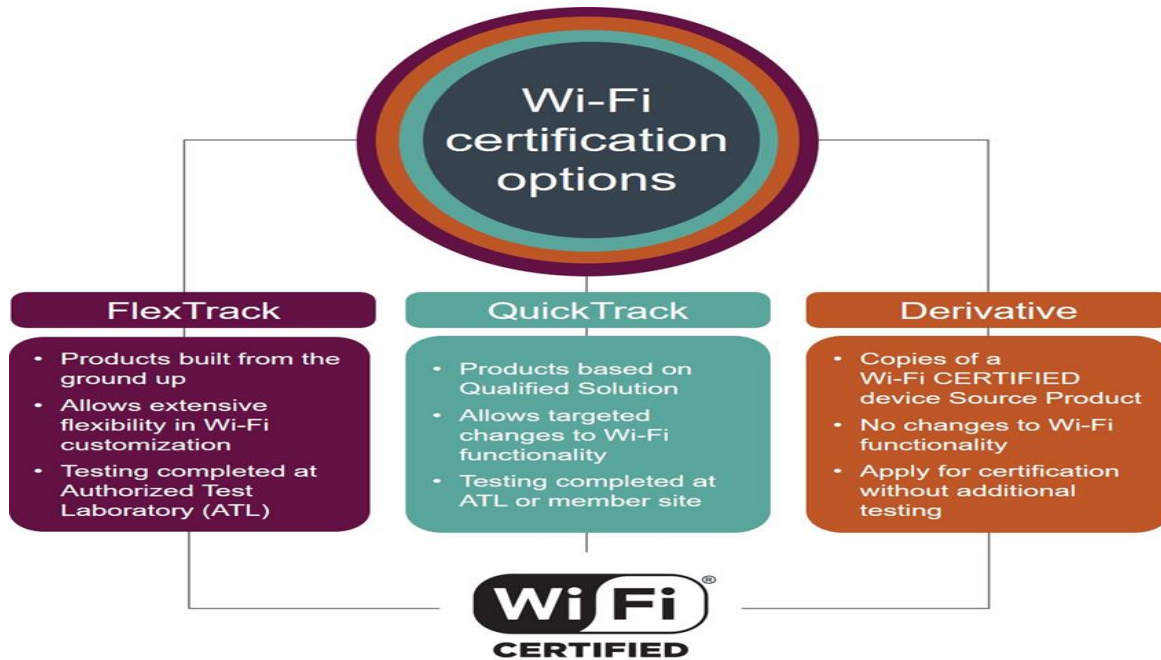 Wi-Fi
certification
options
FlexTrack
• Products built from the
ground up
• Allows extensive
flexibility in Wi-Fi
customization
• Testing completed at
Authorized Test
Laboratory (ATL)
QuickTrack
• Products based on
Qualified Solution
• Allows targeted
changes to Wi-Fi
functionality
• Testing completed at
ATL or member site
Derivative
• Copies of a
Wi-Fi CERTIFIED
device Source Product
• No changes to Wi-Fi
functionality
• Apply for certification
without additional
testing
Wi Fi®
CERTIFIED